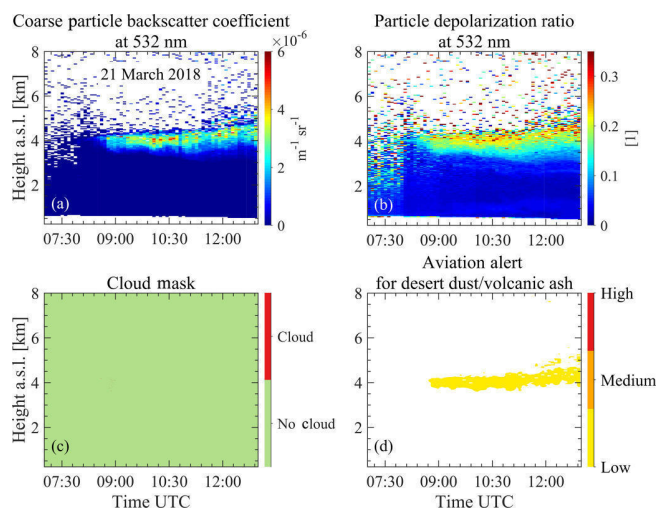 Coarse particle backscatter coefficient
at 532 nm
×10⁻⁶
Particle depolarization ratio
at 532 nm
8
6
4
2
Height a.s.l. [km]
21 March 2018
(a)
07:30
09:00
10:30
12:00
6
4
2
0
m⁻¹ sr⁻¹
8
6
4
2
(b)
07:30
09:00
10:30
12:00
0.3
0.2
0.1
0
[1]
Cloud mask
8
6
4
2
Height a.s.l. [km]
(c)
07:30
09:00
10:30
12:00
Time UTC
Cloud
No cloud
Aviation alert
for desert dust/volcanic ash
8
6
4
2
(d)
07:30
09:00
10:30
12:00
Time UTC
High
Medium
Low